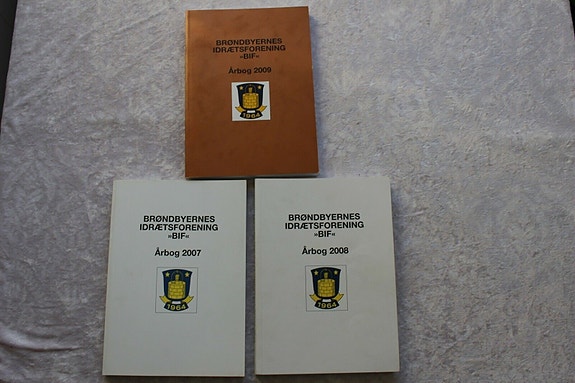 BRØNDBYERNES
IDRÆTSFORENING
»BIF«
Årbog 2009
1964
BRØNDBYERNES
IDRÆTSFORENING
»BIF«
Årbog 2007
1964
BRØNDBYERNES
IDRÆTSFORENING
»BIF«
Årbog 2008
1964